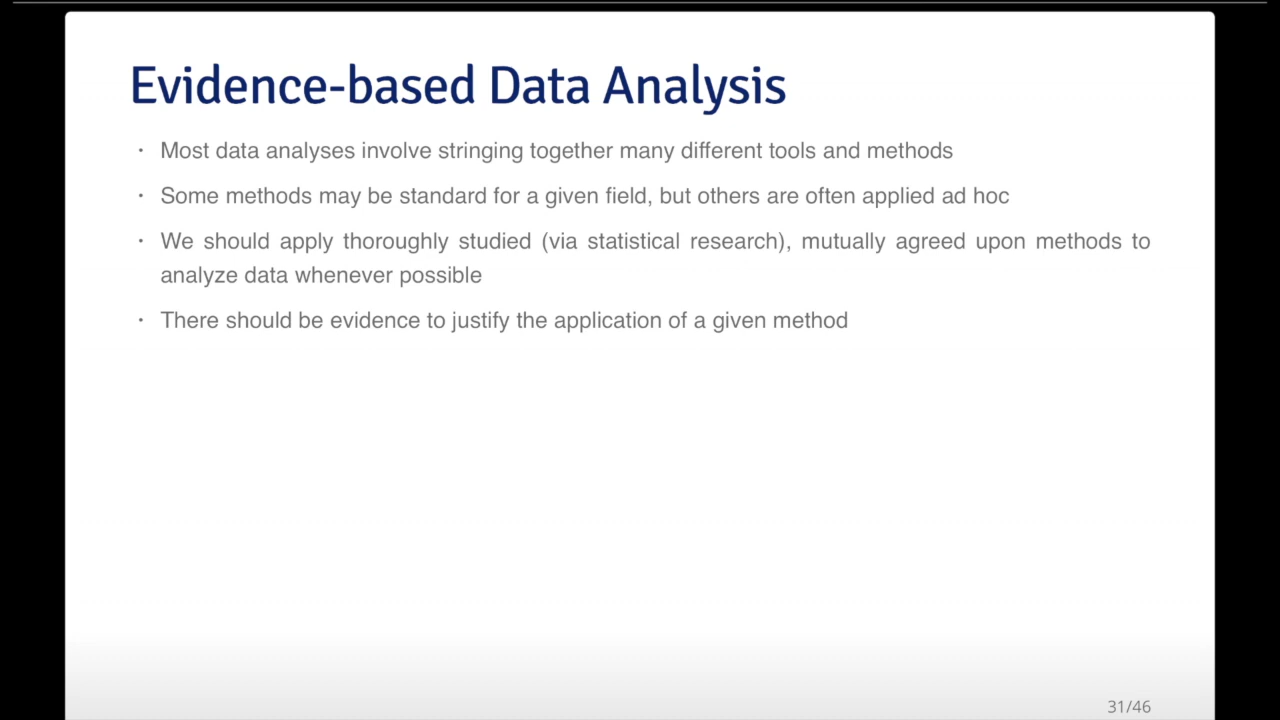 Evidence-based Data Analysis
· Most data analyses involve stringing together many different tools and methods
· Some methods may be standard for a given field, but others are often applied ad hoc
· We should apply thoroughly studied (via statistical research), mutually agreed upon methods to
analyze data whenever possible
· There should be evidence to justify the application of a given method
31/46